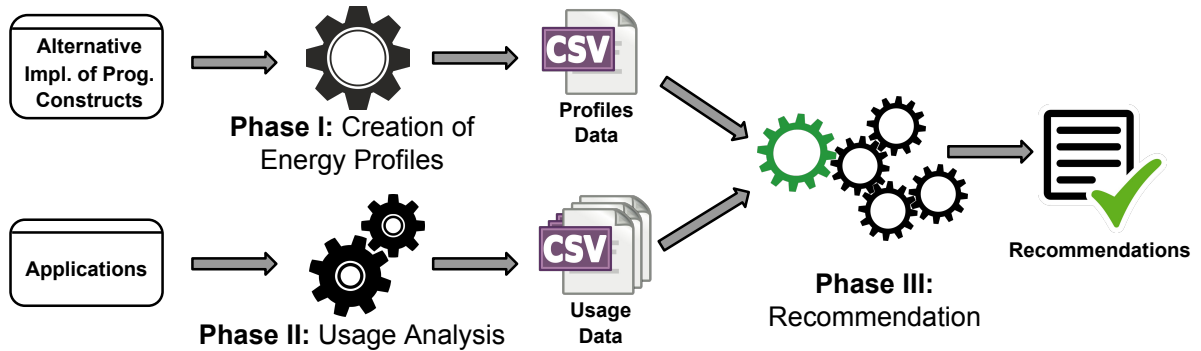 Alternative
Impl. of Prog.
Constructs
Phase I: Creation of
Energy Profiles
CSV
Profiles
Data
Applications
Phase II: Usage Analysis
CSV
Usage
Data
Phase III:
Recommendation
Recommendations